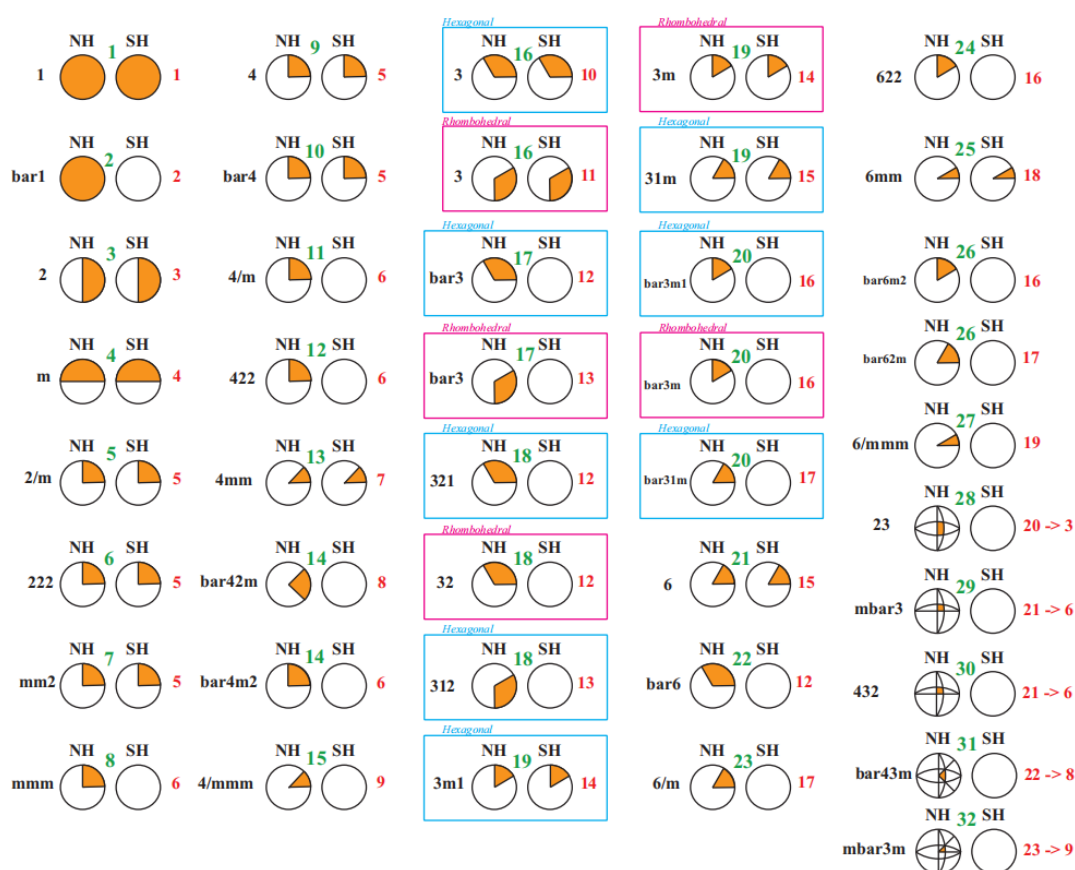 NH 1 SH
1 1
bar1 2 2
NH 3 SH
2 3
NH 4 SH
m 4
NH 5 SH
2/m 5
NH 6 SH
222 5
NH 7 SH
mm2 5
NH 8 SH
mmm 6
NH 9 SH
4 5
NH 10 SH
bar4 5
NH 11 SH
4/m 6
NH 12 SH
422 6
NH 13 SH
4mm 7
NH 14 SH
bar42m 8
NH 14 SH
bar4m2 6
NH 15 SH
4/mmm 9
Hexagonal
NH 16 SH
3 10
Rhombohedral
NH 16 SH
3 11
Hexagonal
NH 17 SH
bar3 12
Rhombohedral
NH 17 SH
bar3 13
Hexagonal
NH 18 SH
321 12
Rhombohedral
NH 18 SH
32 12
Hexagonal
NH 18 SH
312 13
Hexagonal
NH 19 SH
3m1 14
Rhombohedral
NH 19 SH
3m 14
Hexagonal
NH 19 SH
31m 15
Hexagonal
NH 20 SH
bar3m1 16
Rhombohedral
NH 20 SH
bar3m 16
Hexagonal
NH 20 SH
bar31m 17
NH 21 SH
6 15
NH 22 SH
bar6 12
NH 23 SH
6/m 17
NH 24 SH
622 16
NH 25 SH
6mm 18
NH 26 SH
bar6m2 16
NH 26 SH
bar62m 17
NH 27 SH
6/mmm 19
NH 28 SH
23 20 -> 3
NH 29 SH
mbar3 21 -> 6
NH 30 SH
432 21 -> 6
NH 31 SH
bar43m 22 -> 8
NH 32 SH
mbar3m 23 -> 9